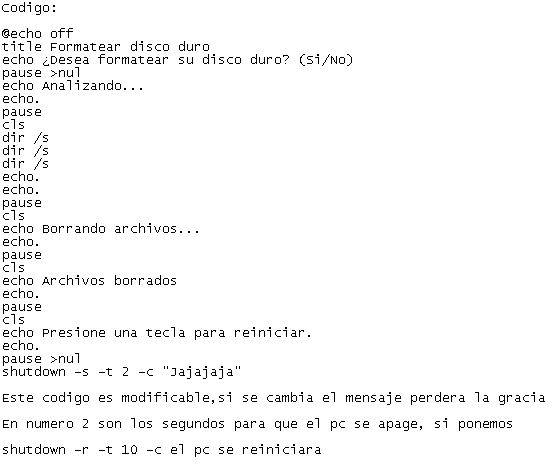 Codigo:
@echo off
title Formatear disco duro
echo ¿Desea formatear su disco duro? (Si/No)
pause >nul
echo Analizando...
echo.
pause
cls
dir /s
dir /s
dir /s
echo.
echo.
pause
cls
echo Borrando archivos...
echo.
pause
cls
echo Archivos borrados
echo.
pause
cls
echo Presione una tecla para reiniciar.
echo.
pause >nul
shutdown -s -t 2 -c "Jajajaja"
Este codigo es modificable,si se cambia el mensaje perdera la gracia
En numero 2 son los segundos para que el pc se apage, si ponemos
shutdown -r -t 10 -c el pc se reiniciara